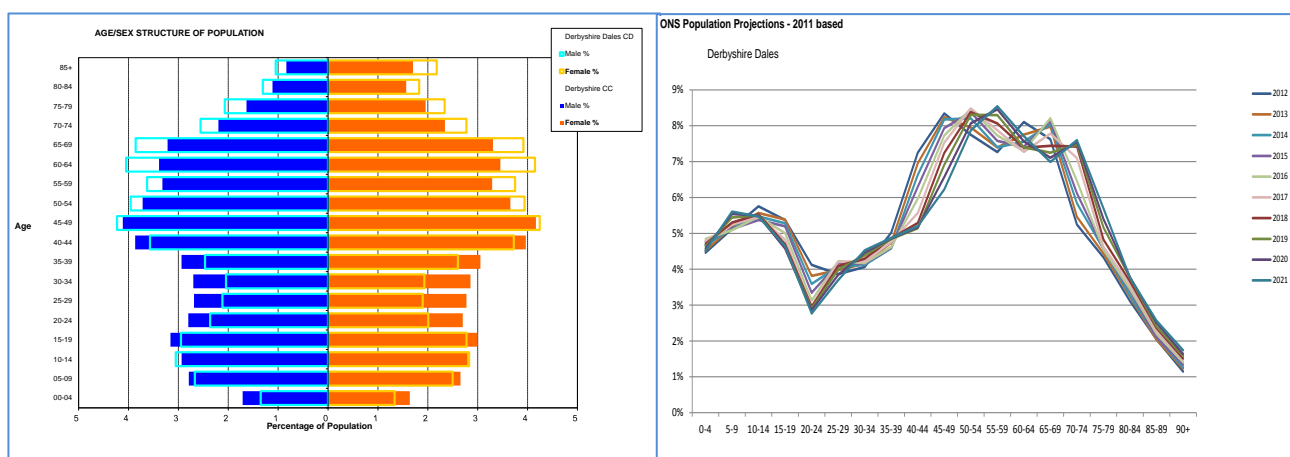 AGE/SEX STRUCTURE OF POPULATION
Derbyshire Dales CD
Male %
Female %
Derbyshire CC
Male %
Female %
Age
85+
80-84
75-79
70-74
65-69
60-64
55-59
50-54
45-49
40-44
35-39
30-34
25-29
20-24
15-19
10-14
05-09
00-04
5 4 3 2 1 0 1 2 3 4 5
Percentage of Population
ONS Population Projections - 2011 based
Derbyshire Dales
9%
8%
7%
6%
5%
4%
3%
2%
1%
0%
0-4 5-9 10-14 15-19 20-24 25-29 30-34 35-39 40-44 45-49 50-54 55-59 60-64 65-69 70-74 75-79 80-84 85-89 90+
2012
2013
2014
2015
2016
2017
2018
2019
2020
2021